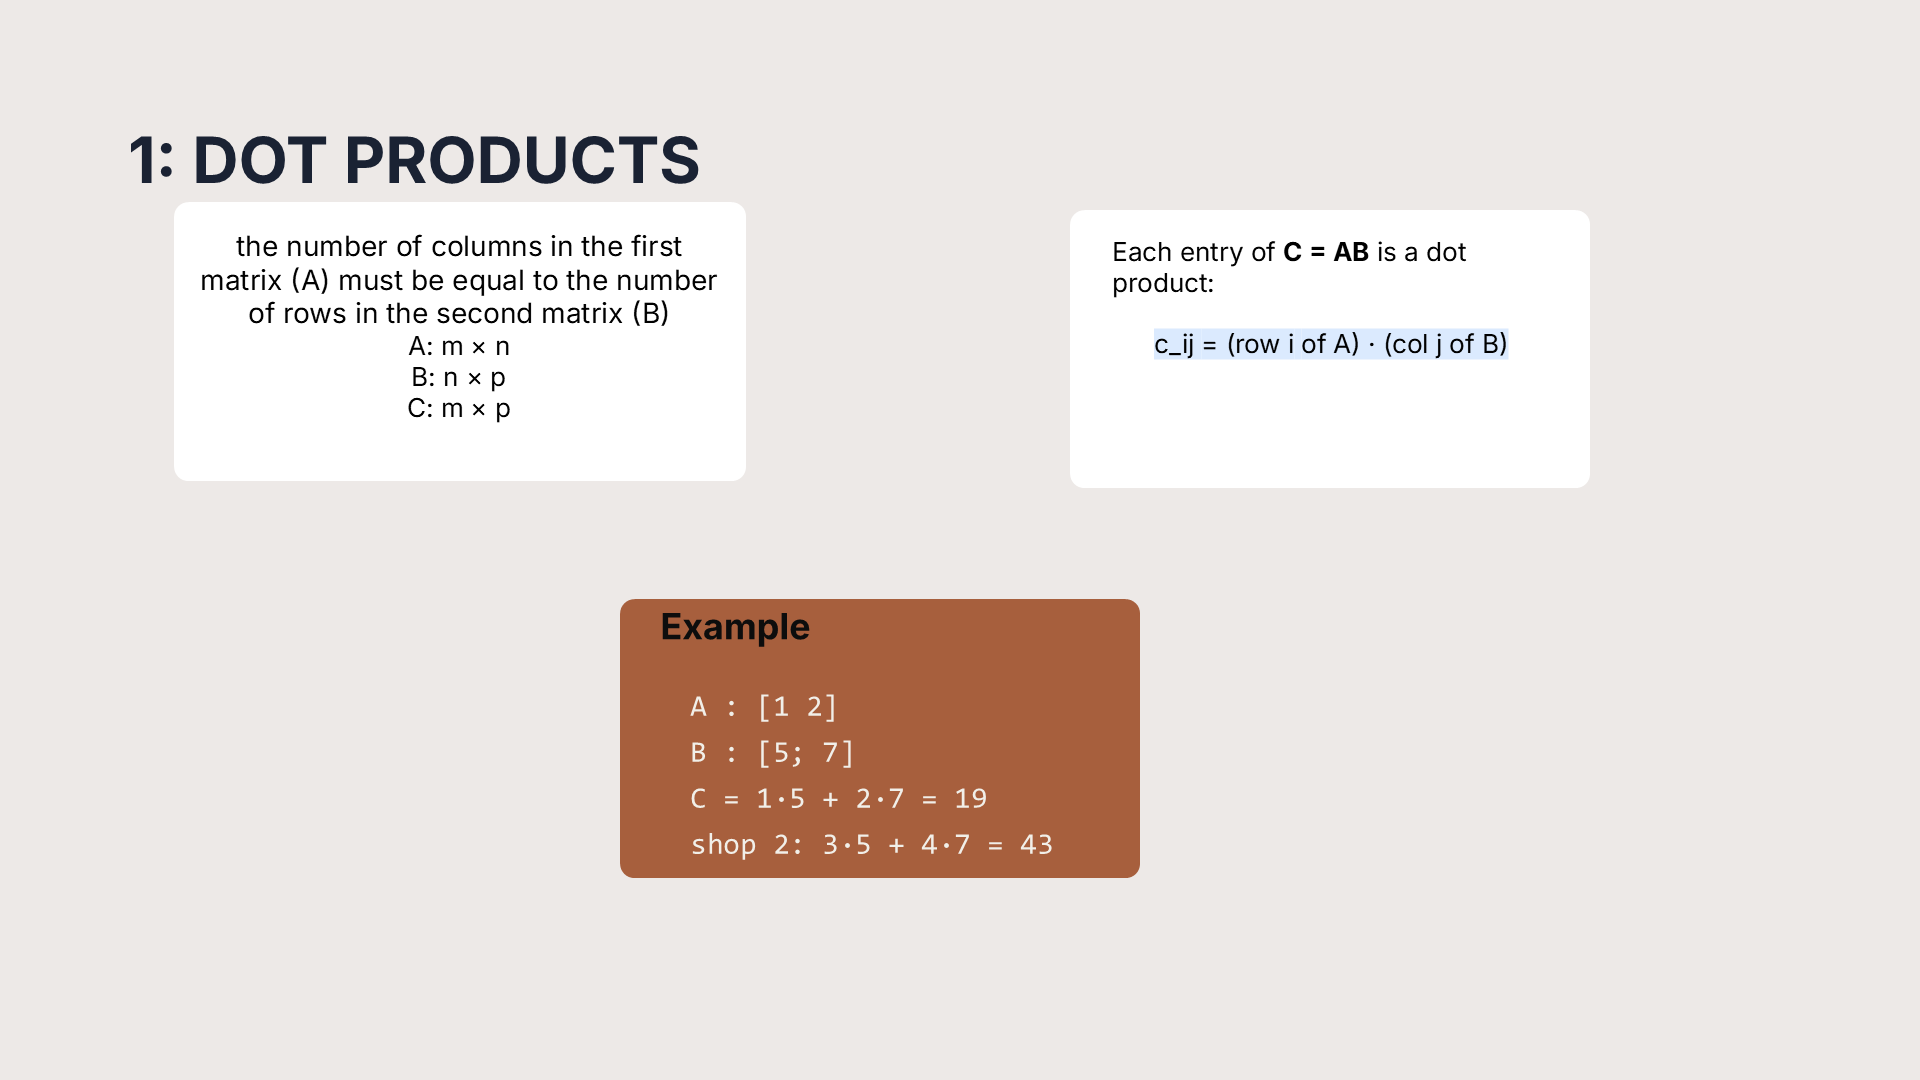 1: DOT PRODUCTS
the number of columns in the first
matrix (A) must be equal to the number
of rows in the second matrix (B)
A: m × n
B: n × p
C: m × p
Each entry of C = AB is a dot
product:
c_ij = (row i of A) · (col j of B)
Example
A : [1 2]
B : [5; 7]
C = 1·5 + 2·7 = 19
shop 2: 3·5 + 4·7 = 43